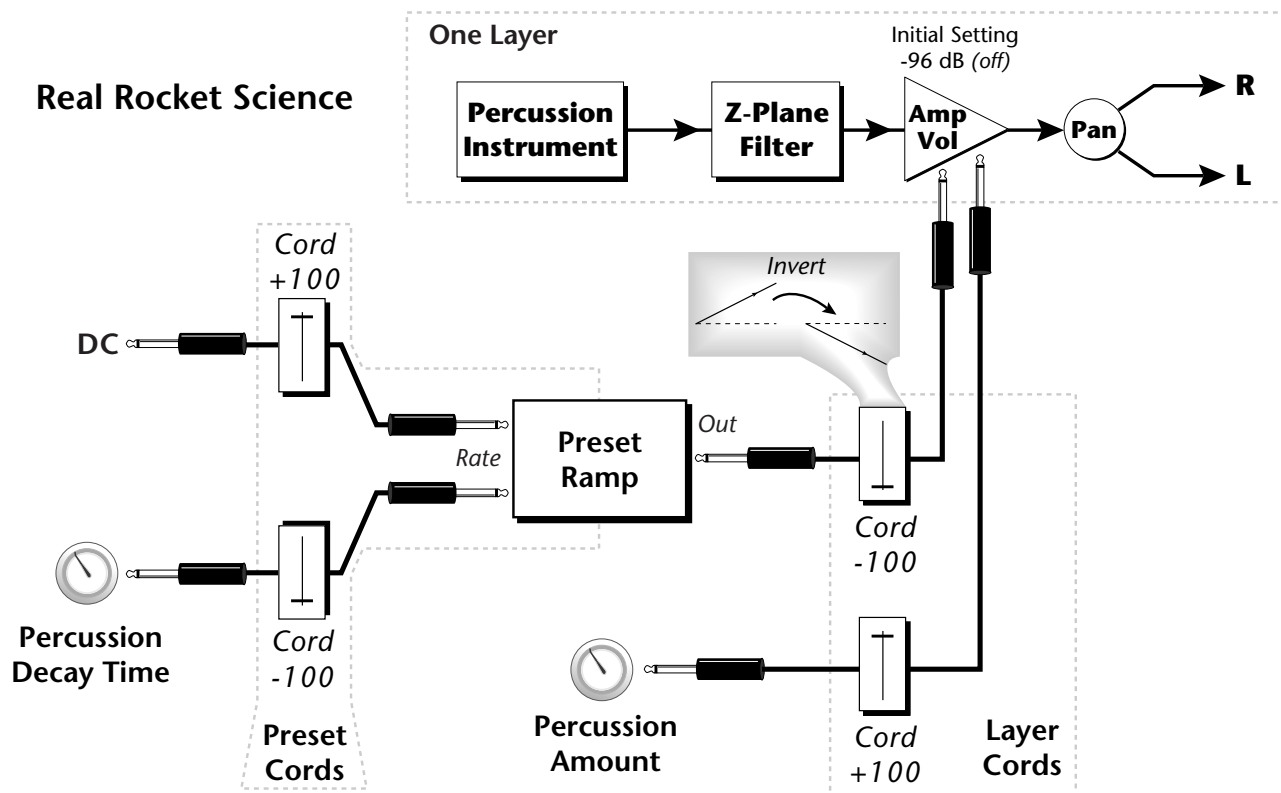 One Layer
Initial Setting
-96 dB (off)
Real Rocket Science
Percussion
Instrument
Z-Plane
Filter
Amp
Vol
Pan
R
L
Cord
+100
Invert
DC
Rate
Preset
Ramp
Out
Cord
-100
Percussion
Decay Time
Cord
-100
Preset
Cords
Percussion
Amount
Cord
+100
Layer
Cords